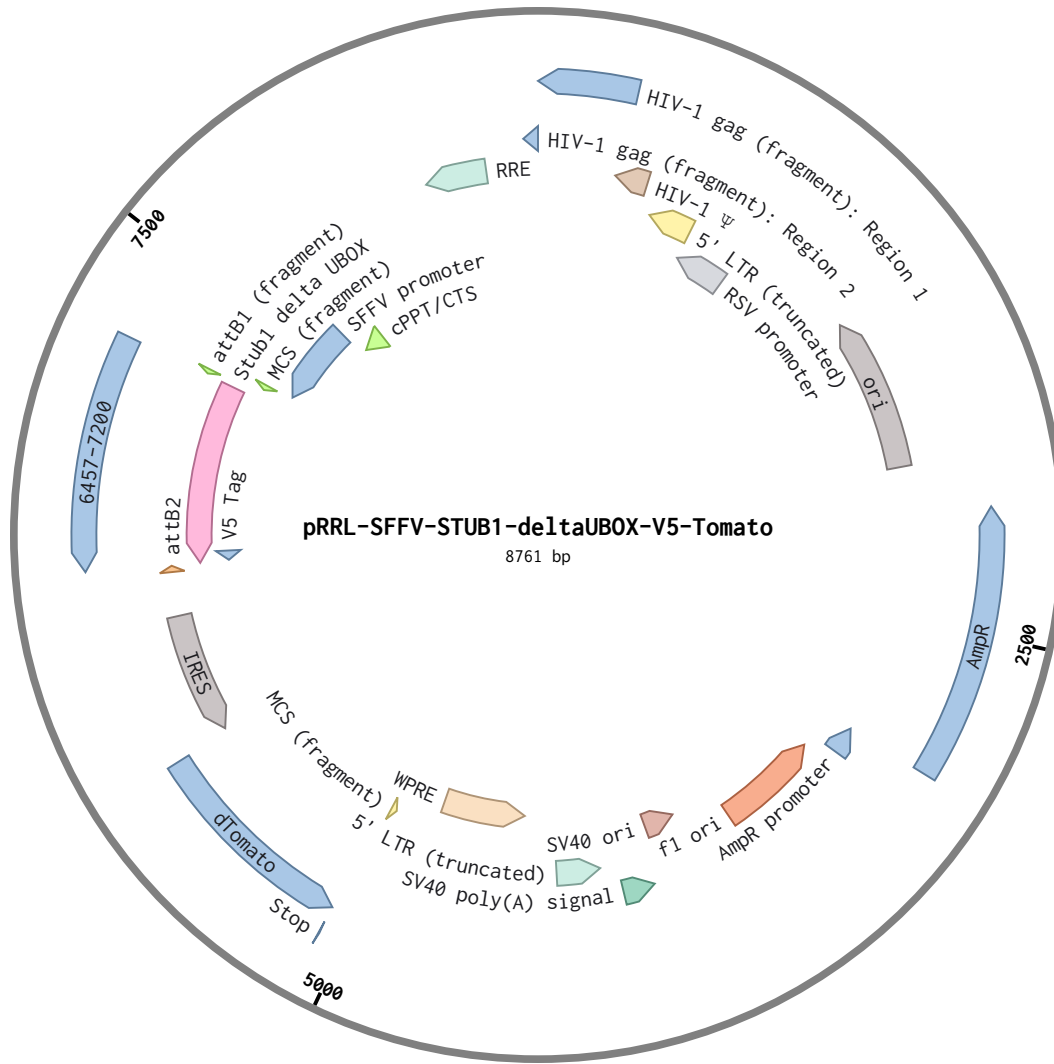 HIV-1 gag (fragment): Region 1
HIV-1 gag (fragment): Region 2
RRE
HIV-1 Ψ
5' LTR (truncated)
RSV promoter
7500
attB1 (fragment)
Stub1 delta UBOX
MCS (fragment)
SFFV promoter
cPPT/CTS
ori
6457-7200
attB2
V5 Tag
pRRL-SFFV-STUB1-deltaUBOX-V5-Tomato
8761 bp
AmpR
2500
IRES
MCS (fragment)
WPRE
5' LTR (truncated)
SV40 poly(A) signal
SV40 ori
f1 ori
AmpR promoter
dTomato
Stop
5000